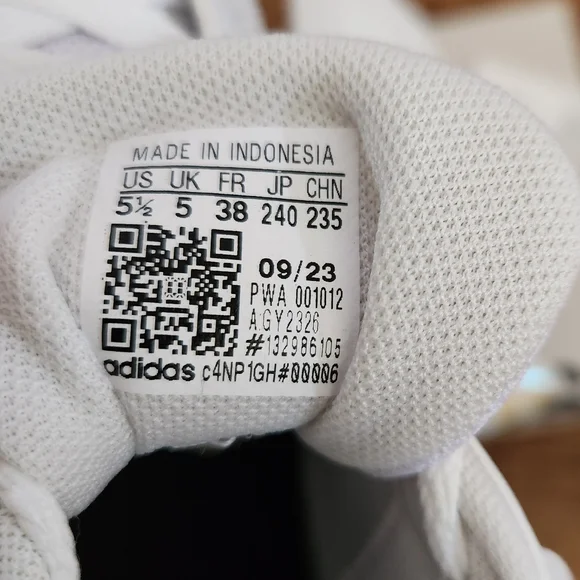 MADE IN INDONESIA
US UK FR JP CHN
5½ 5 38 240 235
09/23
PWA 001012
A:GY2326
#132986105
adidas c4NP1GH#00006